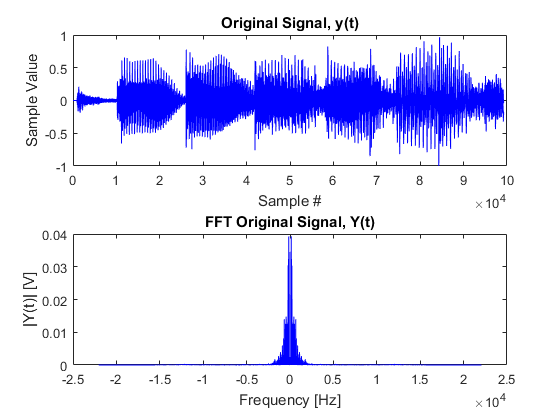 Original Signal, y(t)
1
0.5
0
-0.5
-1
Sample Value
0 1 2 3 4 5 6 7 8 9 10
Sample #
×10^4
FFT Original Signal, Y(t)
0.04
0.03
0.02
0.01
0
|Y(t)| [V]
-2.5 -2 -1.5 -1 -0.5 0 0.5 1 1.5 2 2.5
Frequency [Hz]
×10^4